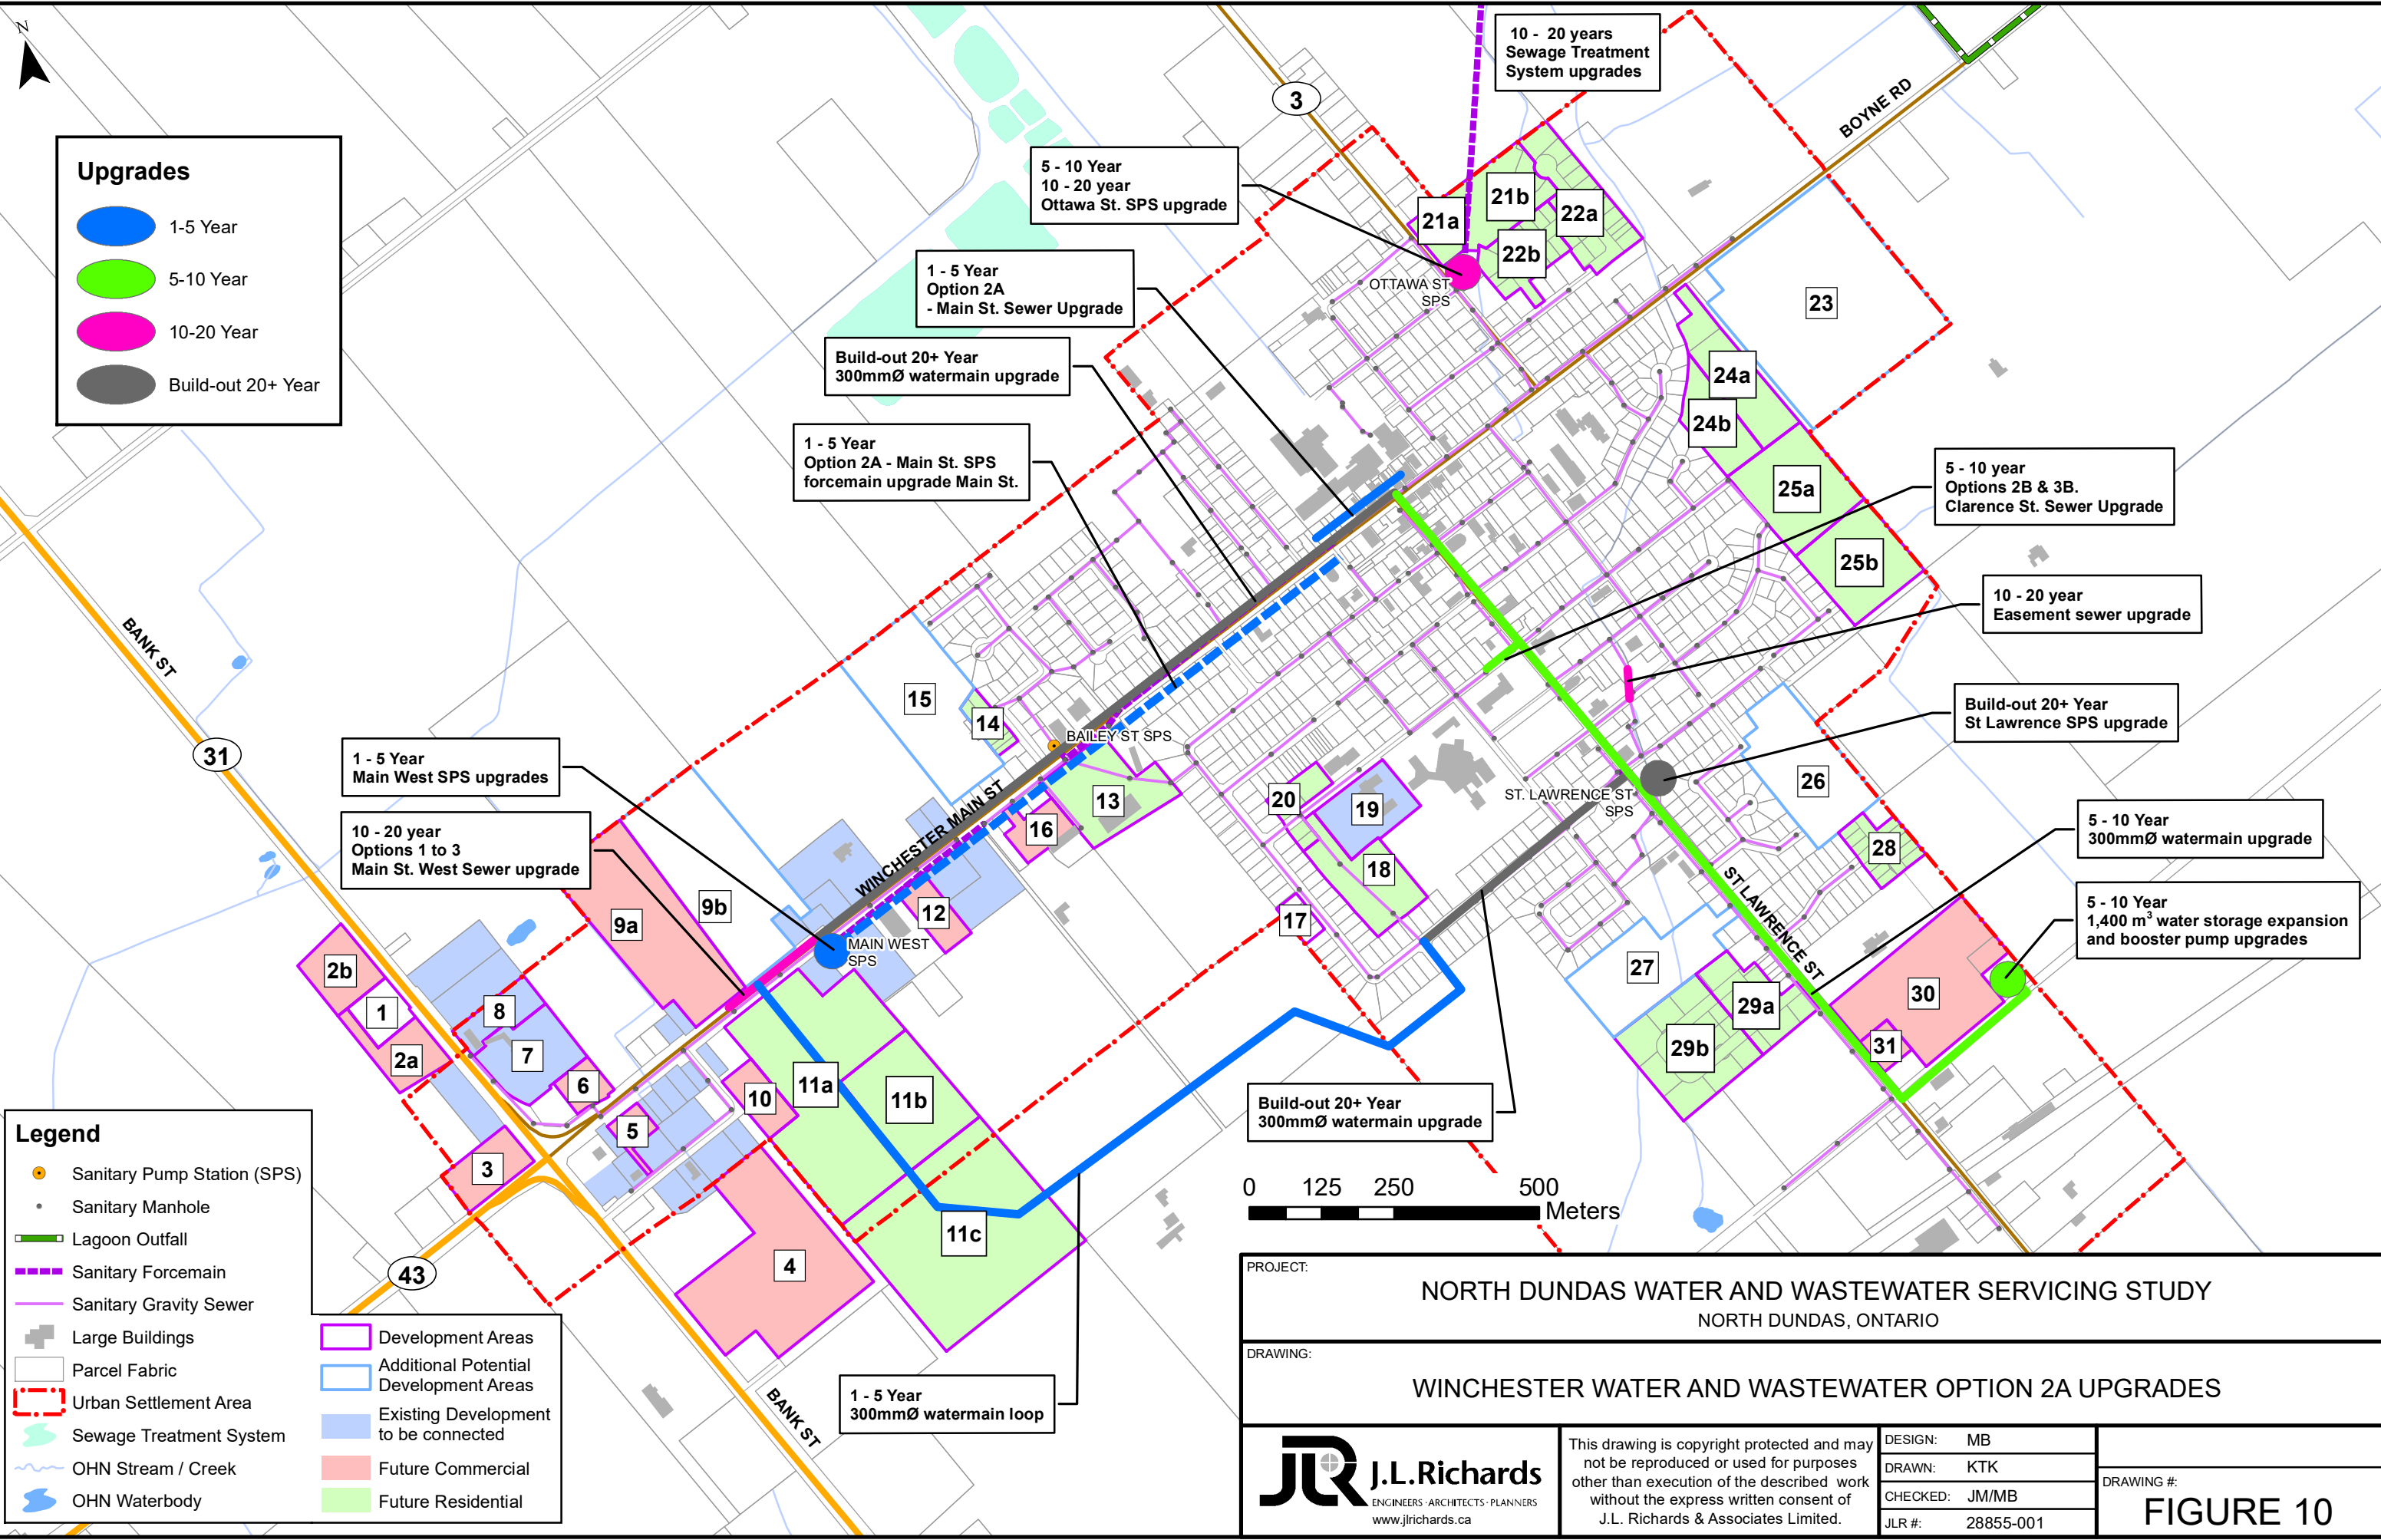 N
Upgrades
1-5 Year
5-10 Year
10-20 Year
Build-out 20+ Year
10 - 20 years
Sewage Treatment
System upgrades
3
BOYNE RD
5 - 10 Year
10 - 20 year
Ottawa St. SPS upgrade
21a
21b
22a
22b
OTTAWA ST
SPS
23
1 - 5 Year
Option 2A
- Main St. Sewer Upgrade
Build-out 20+ Year
300mmØ watermain upgrade
24a
24b
1 - 5 Year
Option 2A - Main St. SPS
forcemain upgrade Main St.
25a
25b
5 - 10 year
Options 2B & 3B.
Clarence St. Sewer Upgrade
10 - 20 year
Easement sewer upgrade
Build-out 20+ Year
St Lawrence SPS upgrade
BANK ST
31
15
14
BAILEY ST SPS
13
16
WINCHESTER MAIN ST
20
19
18
17
ST. LAWRENCE ST
SPS
26
28
1 - 5 Year
Main West SPS upgrades
10 - 20 year
Options 1 to 3
Main St. West Sewer upgrade
5 - 10 Year
300mmØ watermain upgrade
5 - 10 Year
1,400 m³ water storage expansion
and booster pump upgrades
9a
9b
12
MAIN WEST
SPS
27
ST LAWRENCE ST
29a
29b
30
31
2b
1
2a
8
7
6
5
3
10
11a
11b
11c
4
43
BANK ST
Build-out 20+ Year
300mmØ watermain upgrade
1 - 5 Year
300mmØ watermain loop
0 125 250 500
Meters
Legend
Sanitary Pump Station (SPS)
Sanitary Manhole
Lagoon Outfall
Sanitary Forcemain
Sanitary Gravity Sewer
Large Buildings
Parcel Fabric
Urban Settlement Area
Sewage Treatment System
OHN Stream / Creek
OHN Waterbody
Development Areas
Additional Potential
Development Areas
Existing Development
to be connected
Future Commercial
Future Residential
PROJECT:
NORTH DUNDAS WATER AND WASTEWATER SERVICING STUDY
NORTH DUNDAS, ONTARIO
DRAWING:
WINCHESTER WATER AND WASTEWATER OPTION 2A UPGRADES
JLR J.L.Richards
ENGINEERS · ARCHITECTS · PLANNERS
www.jlrichards.ca
This drawing is copyright protected and may
not be reproduced or used for purposes
other than execution of the described work
without the express written consent of
J.L. Richards & Associates Limited.
DESIGN: MB
DRAWN: KTK
CHECKED: JM/MB
JLR #: 28855-001
DRAWING #:
FIGURE 10